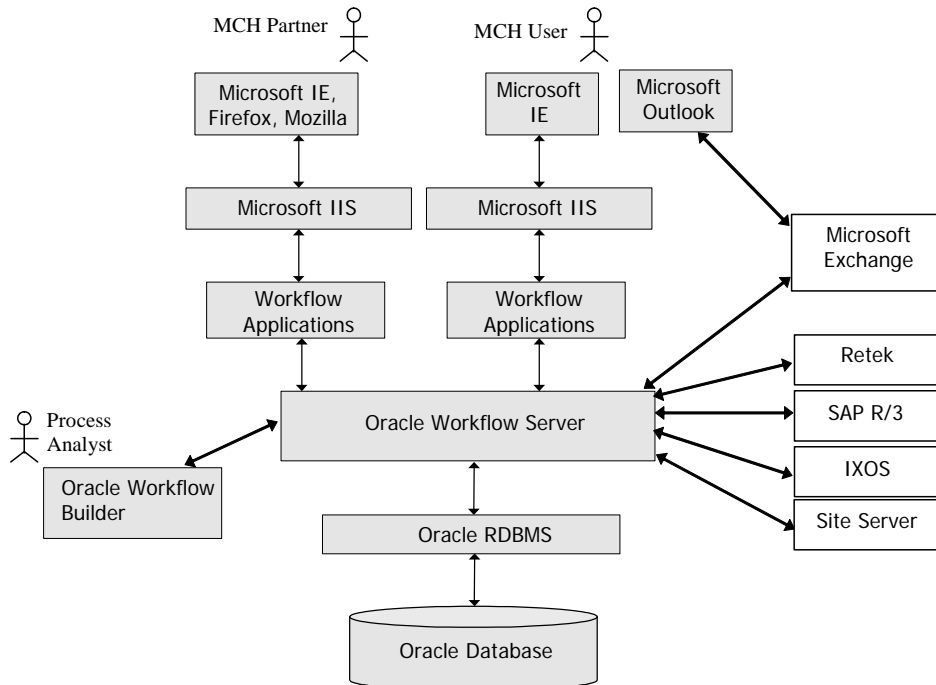 MCH Partner
MCH User
Microsoft IE,
Firefox, Mozilla
Microsoft
IE
Microsoft
Outlook
Microsoft IIS
Microsoft IIS
Microsoft
Exchange
Workflow
Applications
Workflow
Applications
Retek
SAP R/3
IXOS
Site Server
Oracle Workflow Server
Process
Analyst
Oracle Workflow
Builder
Oracle RDBMS
Oracle Database